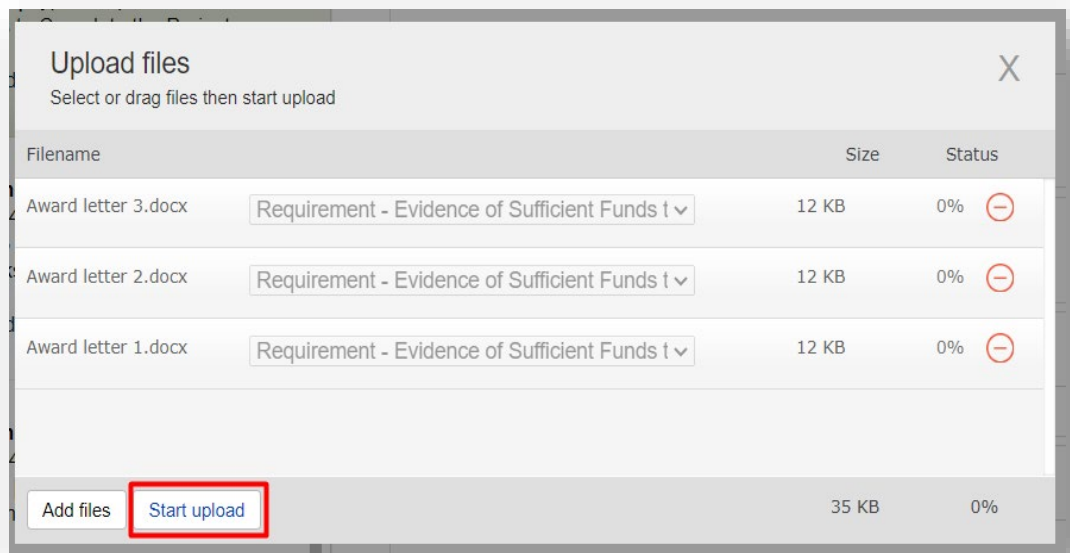 Upload files
X
Select or drag files then start upload
Filename Size Status
Award letter 3.docx Requirement - Evidence of Sufficient Funds t 12 KB 0%
Award letter 2.docx Requirement - Evidence of Sufficient Funds t 12 KB 0%
Award letter 1.docx Requirement - Evidence of Sufficient Funds t 12 KB 0%
Add files Start upload 35 KB 0%